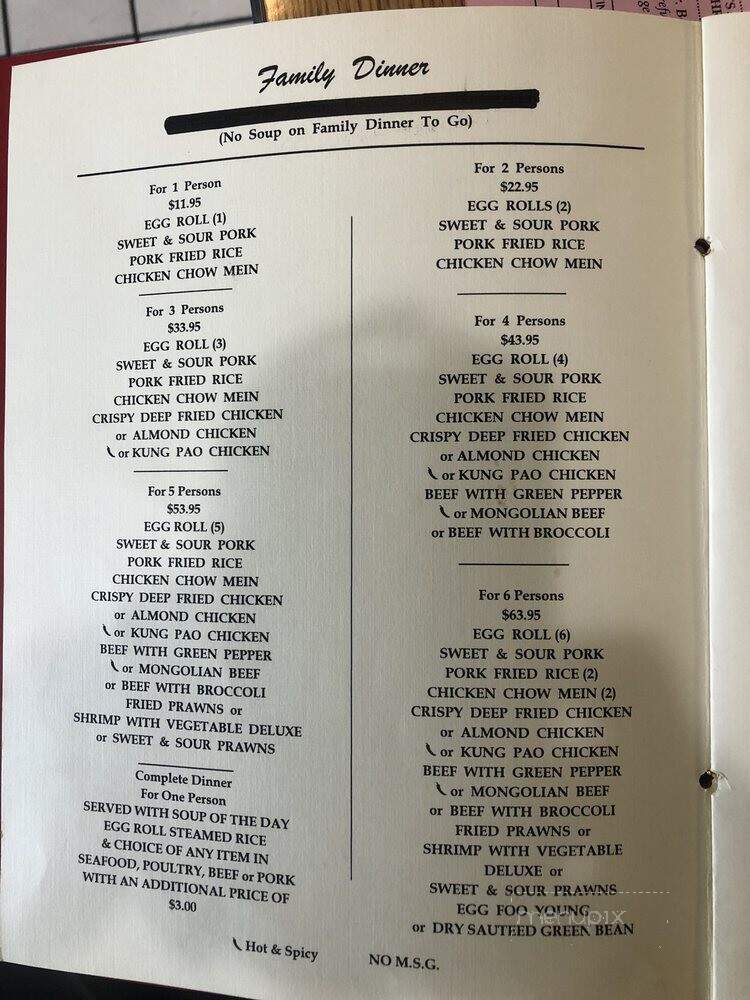 Family Dinner
(No Soup on Family Dinner To Go)
For 1 Person
$11.95
EGG ROLL (1)
SWEET & SOUR PORK
PORK FRIED RICE
CHICKEN CHOW MEIN
For 3 Persons
$33.95
EGG ROLL (3)
SWEET & SOUR PORK
PORK FRIED RICE
CHICKEN CHOW MEIN
CRISPY DEEP FRIED CHICKEN
or ALMOND CHICKEN
or KUNG PAO CHICKEN
For 5 Persons
$53.95
EGG ROLL (5)
SWEET & SOUR PORK
PORK FRIED RICE
CHICKEN CHOW MEIN
CRISPY DEEP FRIED CHICKEN
or ALMOND CHICKEN
or KUNG PAO CHICKEN
BEEF WITH GREEN PEPPER
or MONGOLIAN BEEF
or BEEF WITH BROCCOLI
FRIED PRAWNS or
SHRIMP WITH VEGETABLE DELUXE
or SWEET & SOUR PRAWNS
Complete Dinner
For One Person
SERVED WITH SOUP OF THE DAY
EGG ROLL STEAMED RICE
& CHOICE OF ANY ITEM IN
SEAFOOD, POULTRY, BEEF or PORK
WITH AN ADDITIONAL PRICE OF
$3.00
For 2 Persons
$22.95
EGG ROLLS (2)
SWEET & SOUR PORK
PORK FRIED RICE
CHICKEN CHOW MEIN
For 4 Persons
$43.95
EGG ROLL (4)
SWEET & SOUR PORK
PORK FRIED RICE
CHICKEN CHOW MEIN
CRISPY DEEP FRIED CHICKEN
or ALMOND CHICKEN
or KUNG PAO CHICKEN
BEEF WITH GREEN PEPPER
or MONGOLIAN BEEF
or BEEF WITH BROCCOLI
For 6 Persons
$63.95
EGG ROLL (6)
SWEET & SOUR PORK
PORK FRIED RICE (2)
CHICKEN CHOW MEIN (2)
CRISPY DEEP FRIED CHICKEN
or ALMOND CHICKEN
or KUNG PAO CHICKEN
BEEF WITH GREEN PEPPER
or MONGOLIAN BEEF
or BEEF WITH BROCCOLI
FRIED PRAWNS or
SHRIMP WITH VEGETABLE
DELUXE or
SWEET & SOUR PRAWNS
EGG FOO YOUNG
or DRY SAUTEED GREEN BEAN
menupix
Hot & Spicy
NO M.S.G.